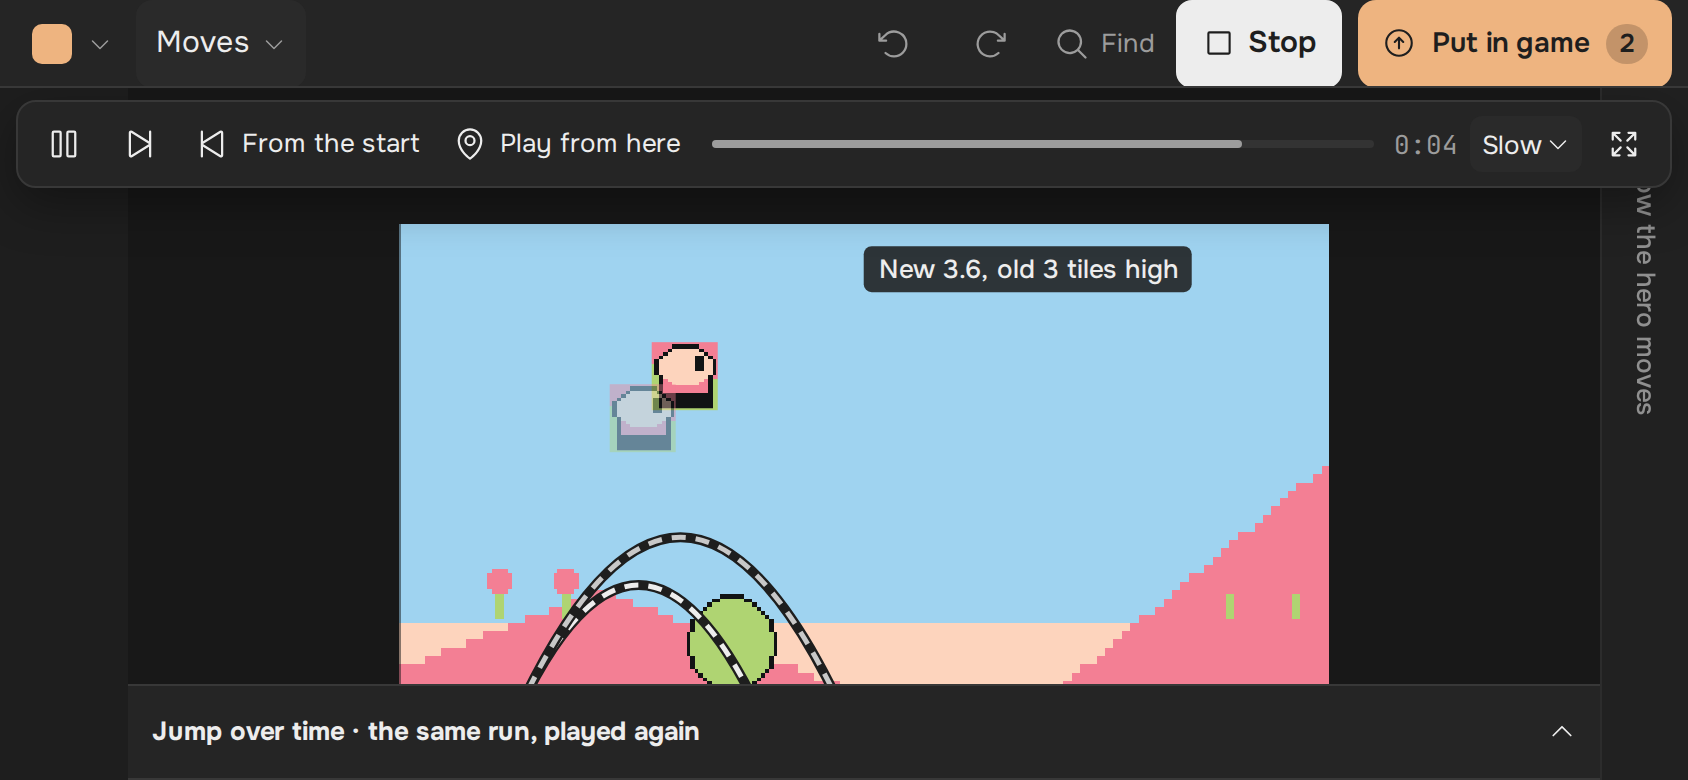 Moves
Find
Stop
Put in game 2
From the start
Play from here
0:04
Slow
the hero moves
New 3.6, old 3 tiles high
Jump over time · the same run, played again